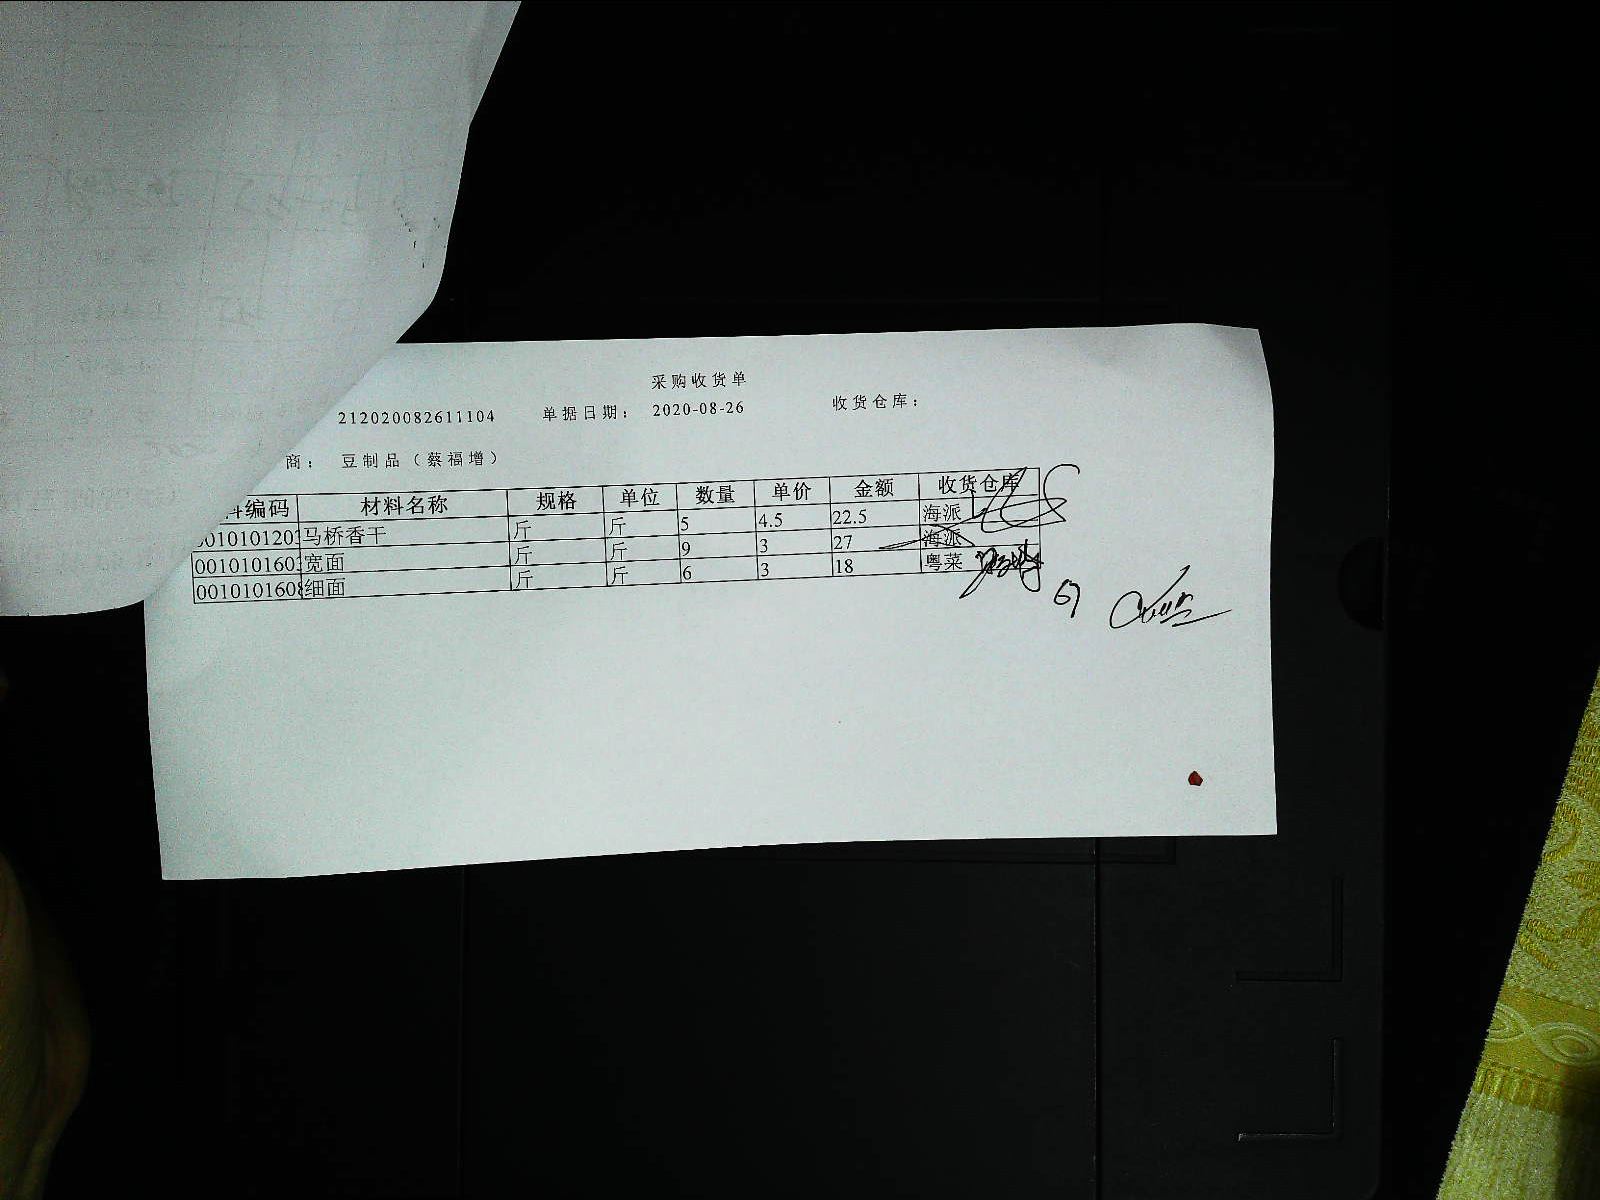 采购收货单
212020082611104 单据日期： 2020-08-26 收货仓库：
商： 豆制品（蔡福增）
料编码 材料名称 规格 单位 数量 单价 金额 收货仓库
0010101203 马桥香干 斤 斤 5 4.5 22.5 海派
001010160 宽面 斤 斤 9 3 27 海派
0010101608 细面 斤 斤 6 3 18 粤菜